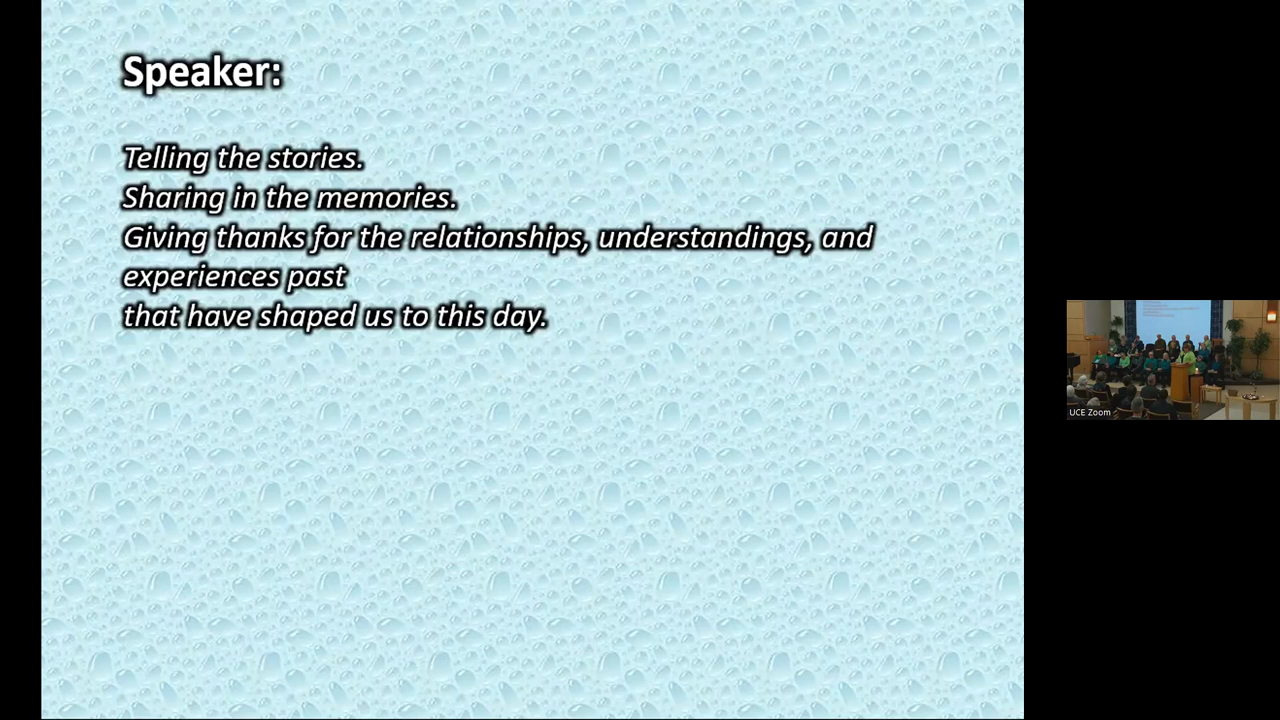 Speaker:
Telling the stories.
Sharing in the memories.
Giving thanks for the relationships, understandings, and
experiences past
that have shaped us to this day.
UCE Zoom